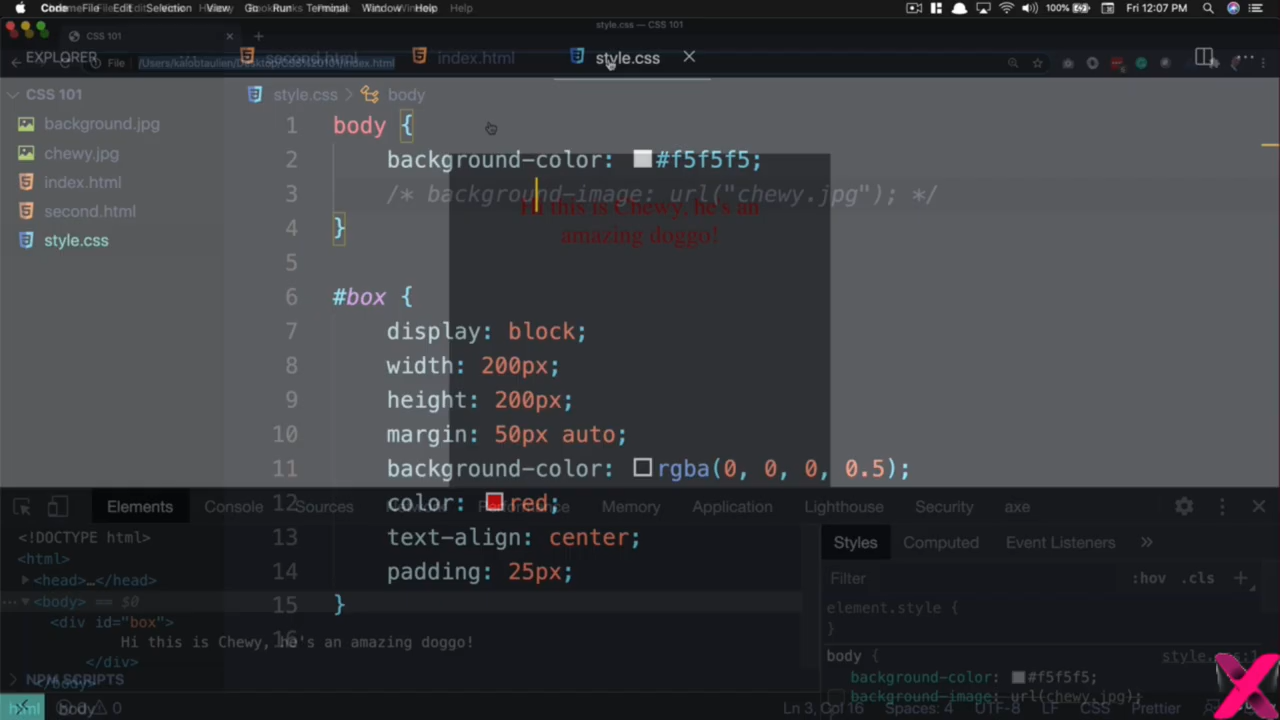 Code File Edit Selection View Go Run Terminal Window Help Help
100% Fri 12:07 PM
style.css — CSS 101
CSS 101
EXPLORER
File /Users/kalobtaulien/Desktop/CSS%20101/index.html
second.html index.html style.css
CSS 101
style.css > body
background.jpg
chewy.jpg
index.html
second.html
style.css
1 body {
2 background-color: #f5f5f5;
3 /* background-image: url("chewy.jpg"); */
4 }
5
6 #box {
7 display: block;
8 width: 200px;
9 height: 200px;
10 margin: 50px auto;
11 background-color: rgba(0, 0, 0, 0.5);
12 color: red;
13 text-align: center;
14 padding: 25px;
15 }
16
Hi this is Chewy, he's an
amazing doggo!
Elements Console Sources Performance Memory Application Lighthouse Security axe
<!DOCTYPE html>
<html>
<head>…</head>
<body> == $0
<div id="box">
Hi this is Chewy, he's an amazing doggo!
</div>
</body>
NPM SCRIPTS
html body
0 0
Styles Computed Event Listeners
Filter :hov .cls +
element.style {
}
body {
style.css:1
background-color: #f5f5f5;
background-image: url(chewy.jpg);
Ln 3, Col 16 Spaces: 4 UTF-8 LF CSS Prettier